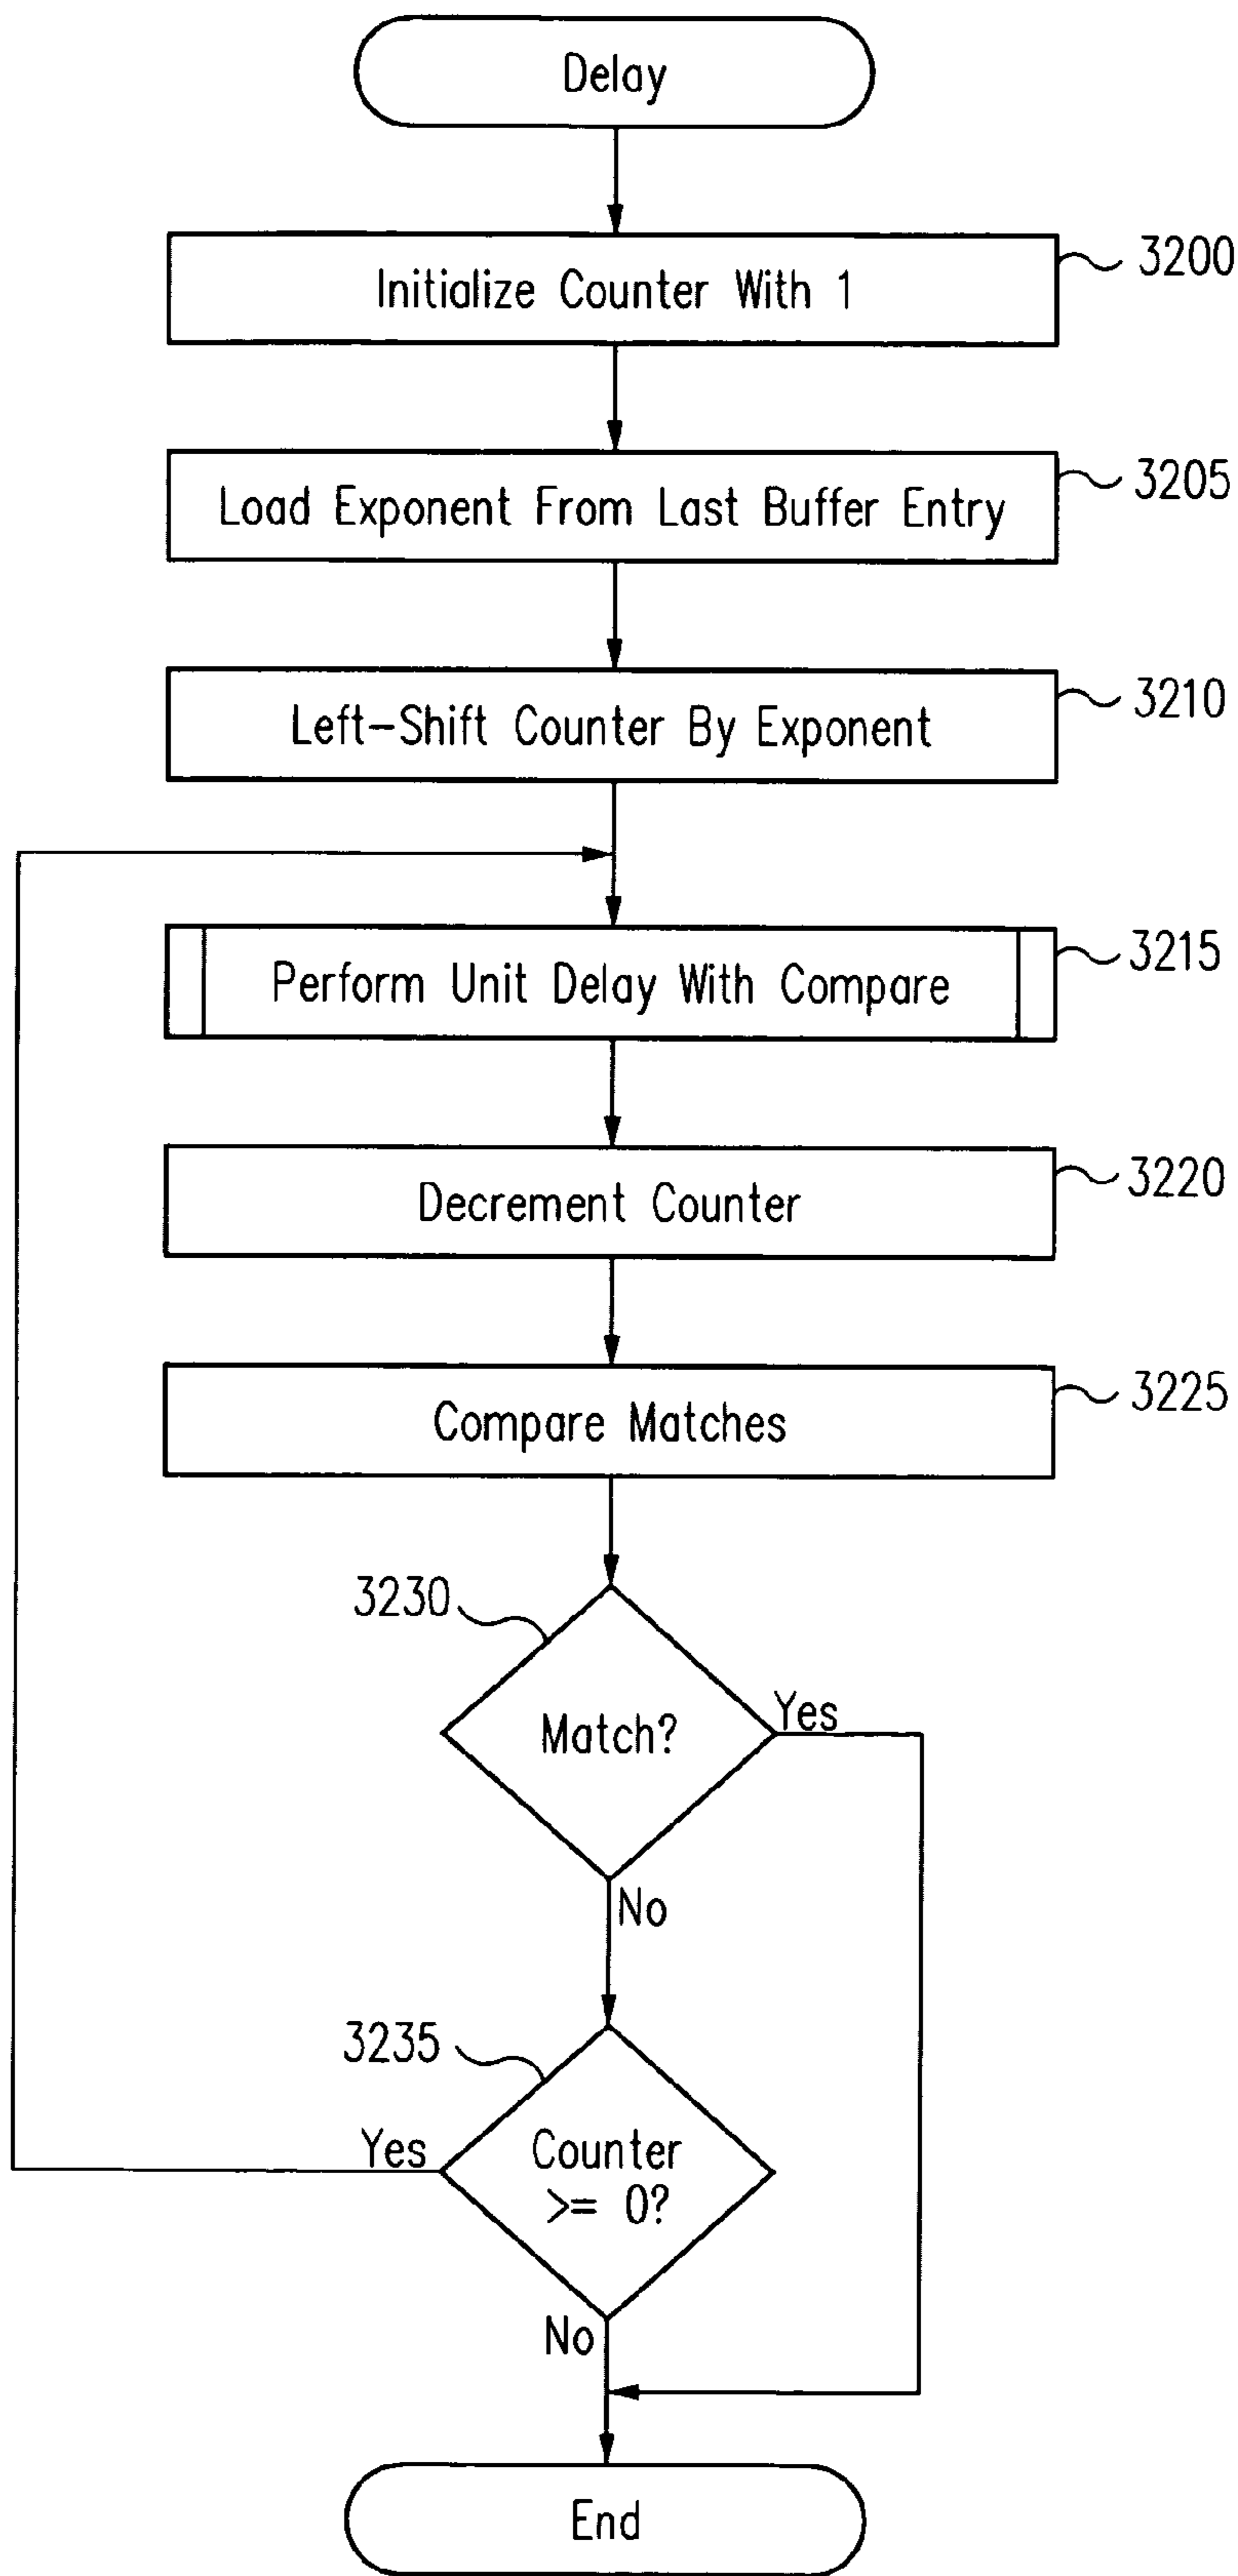 Delay
Initialize Counter With 1
3200
Load Exponent From Last Buffer Entry
3205
Left-Shift Counter By Exponent
3210
Perform Unit Delay With Compare
3215
Decrement Counter
3220
Compare Matches
3225
3230
Match?
Yes
No
3235
Yes
Counter
>= 0?
No
End